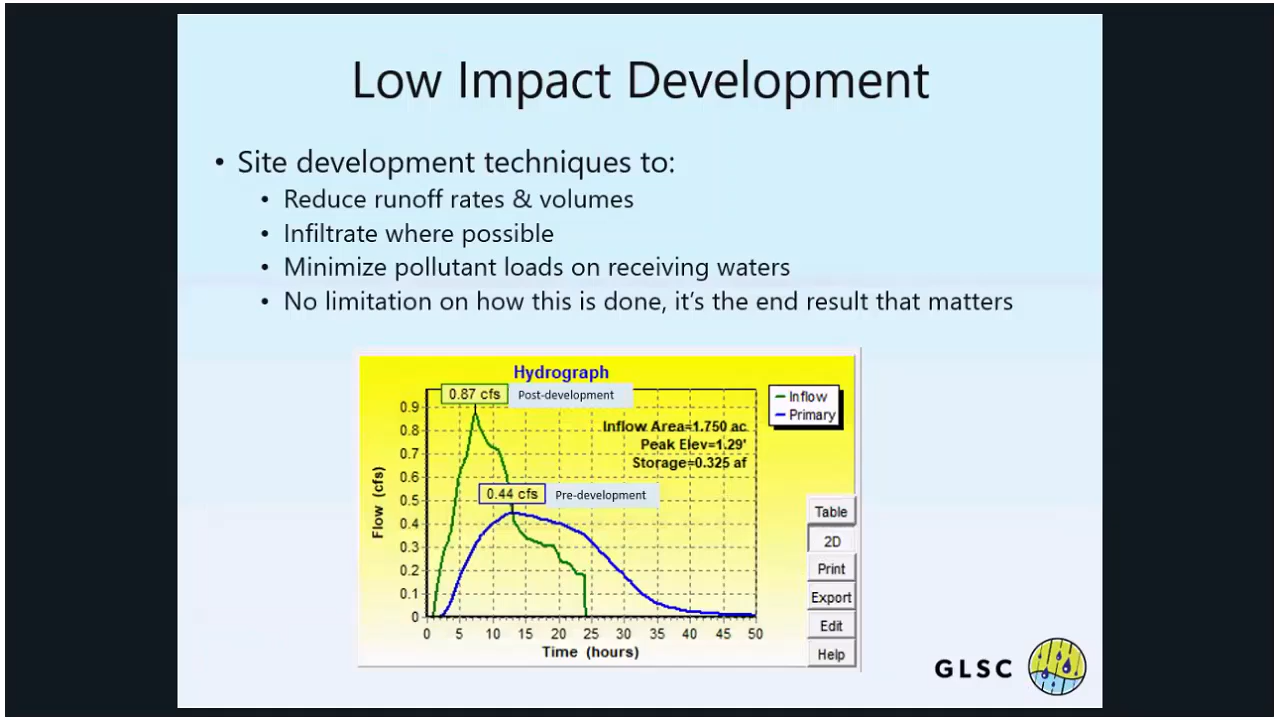 Low Impact Development
• Site development techniques to:
• Reduce runoff rates & volumes
• Infiltrate where possible
• Minimize pollutant loads on receiving waters
• No limitation on how this is done, it's the end result that matters
Hydrograph
0.87 cfs
Post-development
Inflow
Primary
Inflow Area=1.750 ac
Peak Elev=1.29'
Storage=0.325 af
0.44 cfs
Pre-development
Flow (cfs)
0.9
0.8
0.7
0.6
0.5
0.4
0.3
0.2
0.1
0
0 5 10 15 20 25 30 35 40 45 50
Time (hours)
Table
2D
Print
Export
Edit
Help
GLSC